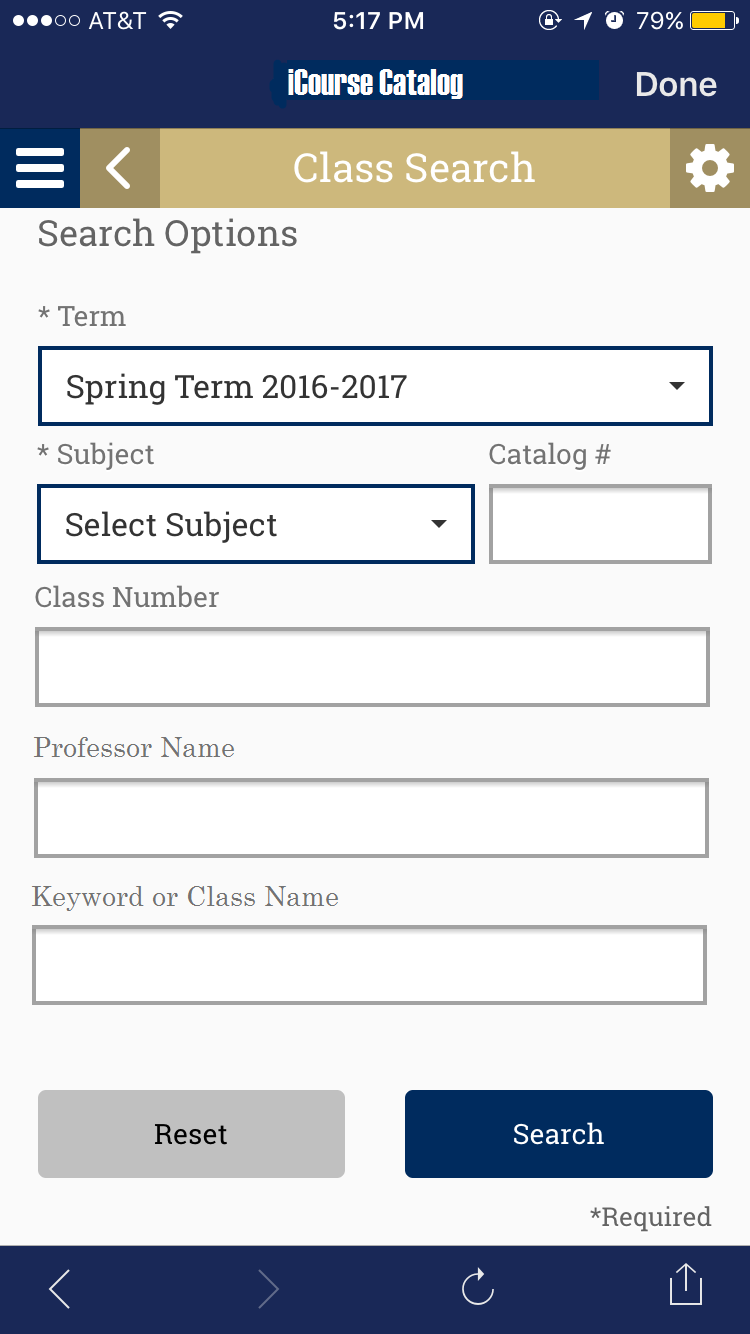 AT&T 5:17 PM 79%
iCourse Catalog Done
Class Search
Search Options
* Term
Spring Term 2016-2017
* Subject Catalog #
Select Subject
Class Number
Professor Name
Keyword or Class Name
Reset Search
*Required